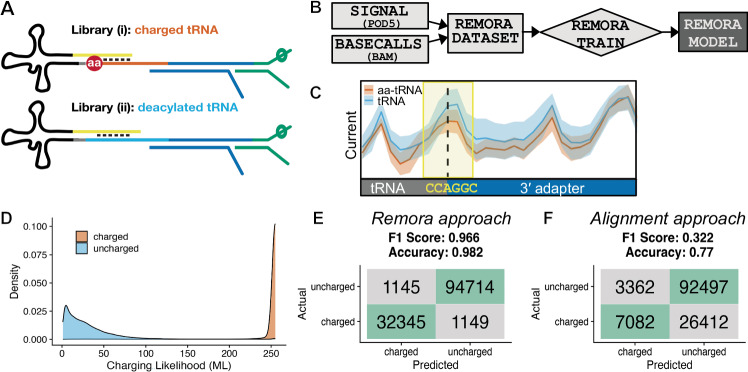 A
Library (i): charged tRNA
aa
Library (ii): deacylated tRNA
B
SIGNAL
(POD5)
BASECALLS
(BAM)
REMORA
DATASET
REMORA
TRAIN
REMORA
MODEL
C
aa-tRNA
tRNA
Current
tRNA
CCAGGC
3′ adapter
D
0.100
0.075
0.050
0.025
0.000
Density
charged
uncharged
0
50
100
150
200
250
Charging Likelihood (ML)
E
Remora approach
F1 Score: 0.966
Accuracy: 0.982
Actual
uncharged
1145
94714
charged
32345
1149
charged
uncharged
Predicted
F
Alignment approach
F1 Score: 0.322
Accuracy: 0.77
Actual
uncharged
3362
92497
charged
7082
26412
charged
uncharged
Predicted